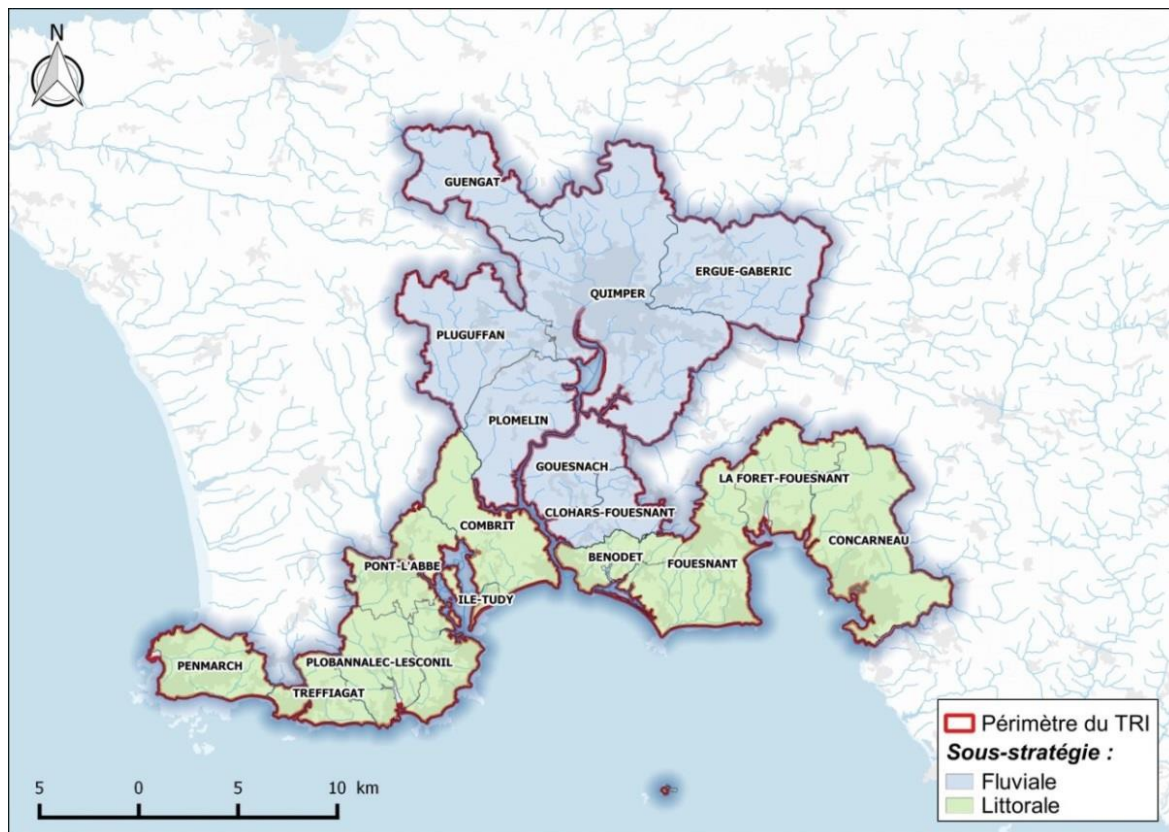 N
GUENGAT
ERGUE-GABERIC
QUIMPER
PLUGUFFAN
PLOMELIN
GOUESNACH
LA FORET-FOUESNANT
CLOHARS-FOUESNANT
COMBRIT
CONCARNEAU
BENODET
FOUESNANT
PONT-L'ABBE
ILE-TUDY
PENMARCH
PLOBANNALEC-LESCONIL
TREFFIAGAT
Périmètre du TRI
Sous-stratégie :
Fluviale
Littorale
5 0 5 10 km